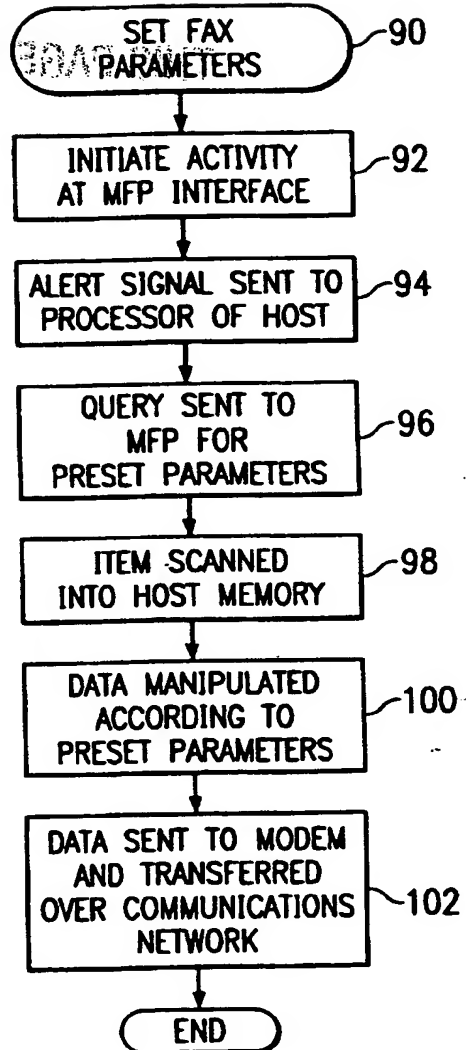 SET FAX
PARAMETERS
90
INITIATE ACTIVITY
AT MFP INTERFACE
92
ALERT SIGNAL SENT TO
PROCESSOR OF HOST
94
QUERY SENT TO
MFP FOR
PRESET PARAMETERS
96
ITEM SCANNED
INTO HOST MEMORY
98
DATA MANIPULATED
ACCORDING TO
PRESET PARAMETERS
100
DATA SENT TO MODEM
AND TRANSFERRED
OVER COMMUNICATIONS
NETWORK
102
END